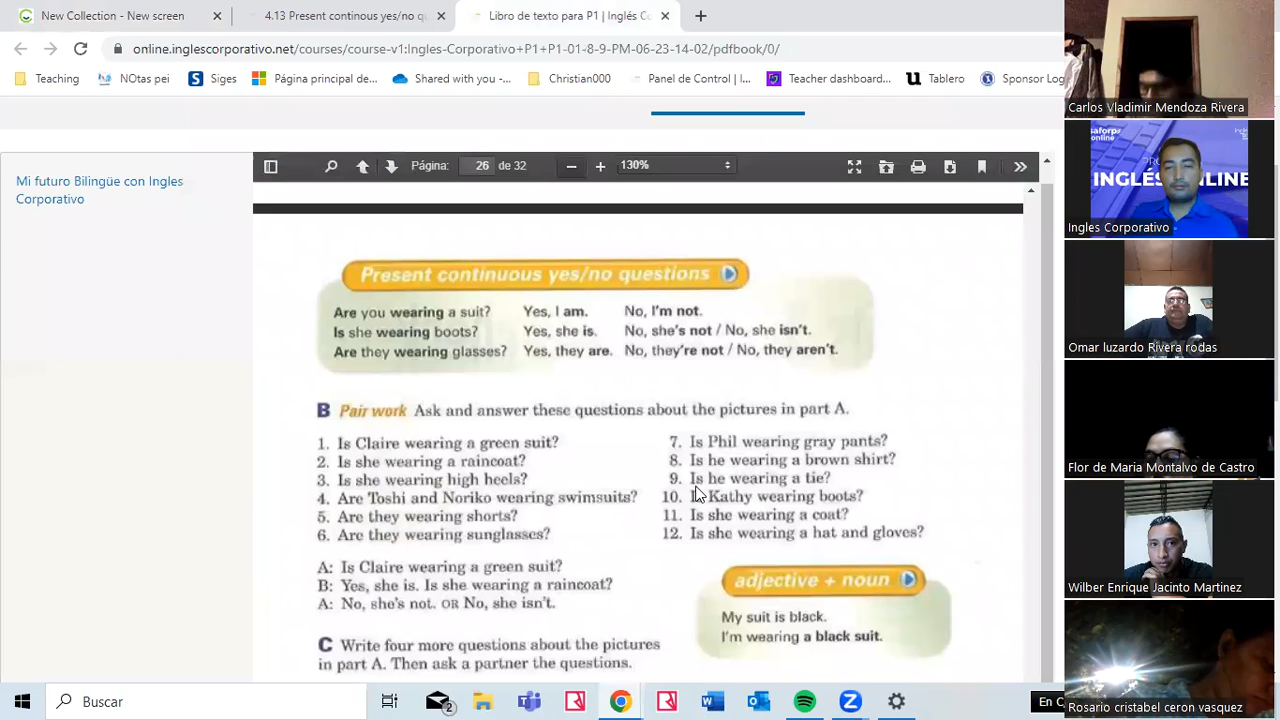 New Collection - New screen
4.13 Present continous yes/no qu
Libro de texto para P1 | Inglés C
online.inglescorporativo.net/courses/course-v1:Ingles-Corporativo+P1+P1-01-8-9-PM-06-23-14-02/pdfbook/0/
Teaching
NOtas pei
Siges
Página principal de...
Shared with you -...
Christian000
Panel de Control | I...
Teacher dashboard...
Tablero
Sponsor Log
Mi futuro Bilingüe con Ingles
Corporativo
Página: 26 de 32
130%
Present continuous yes/no questions
Are you wearing a suit? Yes, I am. No, I'm not.
Is she wearing boots? Yes, she is. No, she's not / No, she isn't.
Are they wearing glasses? Yes, they are. No, they're not / No, they aren't.
B Pair work Ask and answer these questions about the pictures in part A.
1. Is Claire wearing a green suit?
2. Is she wearing a raincoat?
3. Is she wearing high heels?
4. Are Toshi and Noriko wearing swimsuits?
5. Are they wearing shorts?
6. Are they wearing sunglasses?
7. Is Phil wearing gray pants?
8. Is he wearing a brown shirt?
9. Is he wearing a tie?
10. Is Kathy wearing boots?
11. Is she wearing a coat?
12. Is she wearing a hat and gloves?
A: Is Claire wearing a green suit?
B: Yes, she is. Is she wearing a raincoat?
A: No, she's not. OR No, she isn't.
adjective + noun
My suit is black.
I'm wearing a black suit.
C Write four more questions about the pictures
in part A. Then ask a partner the questions.
Buscar
En C
Carlos Vladimir Mendoza Rivera
saforp
online
PRO
INGLÉS ONLINE
Ingles Corporativo
Omar luzardo Rivera rodas
Flor de Maria Montalvo de Castro
Wilber Enrique Jacinto Martinez
Rosario cristabel ceron vasquez